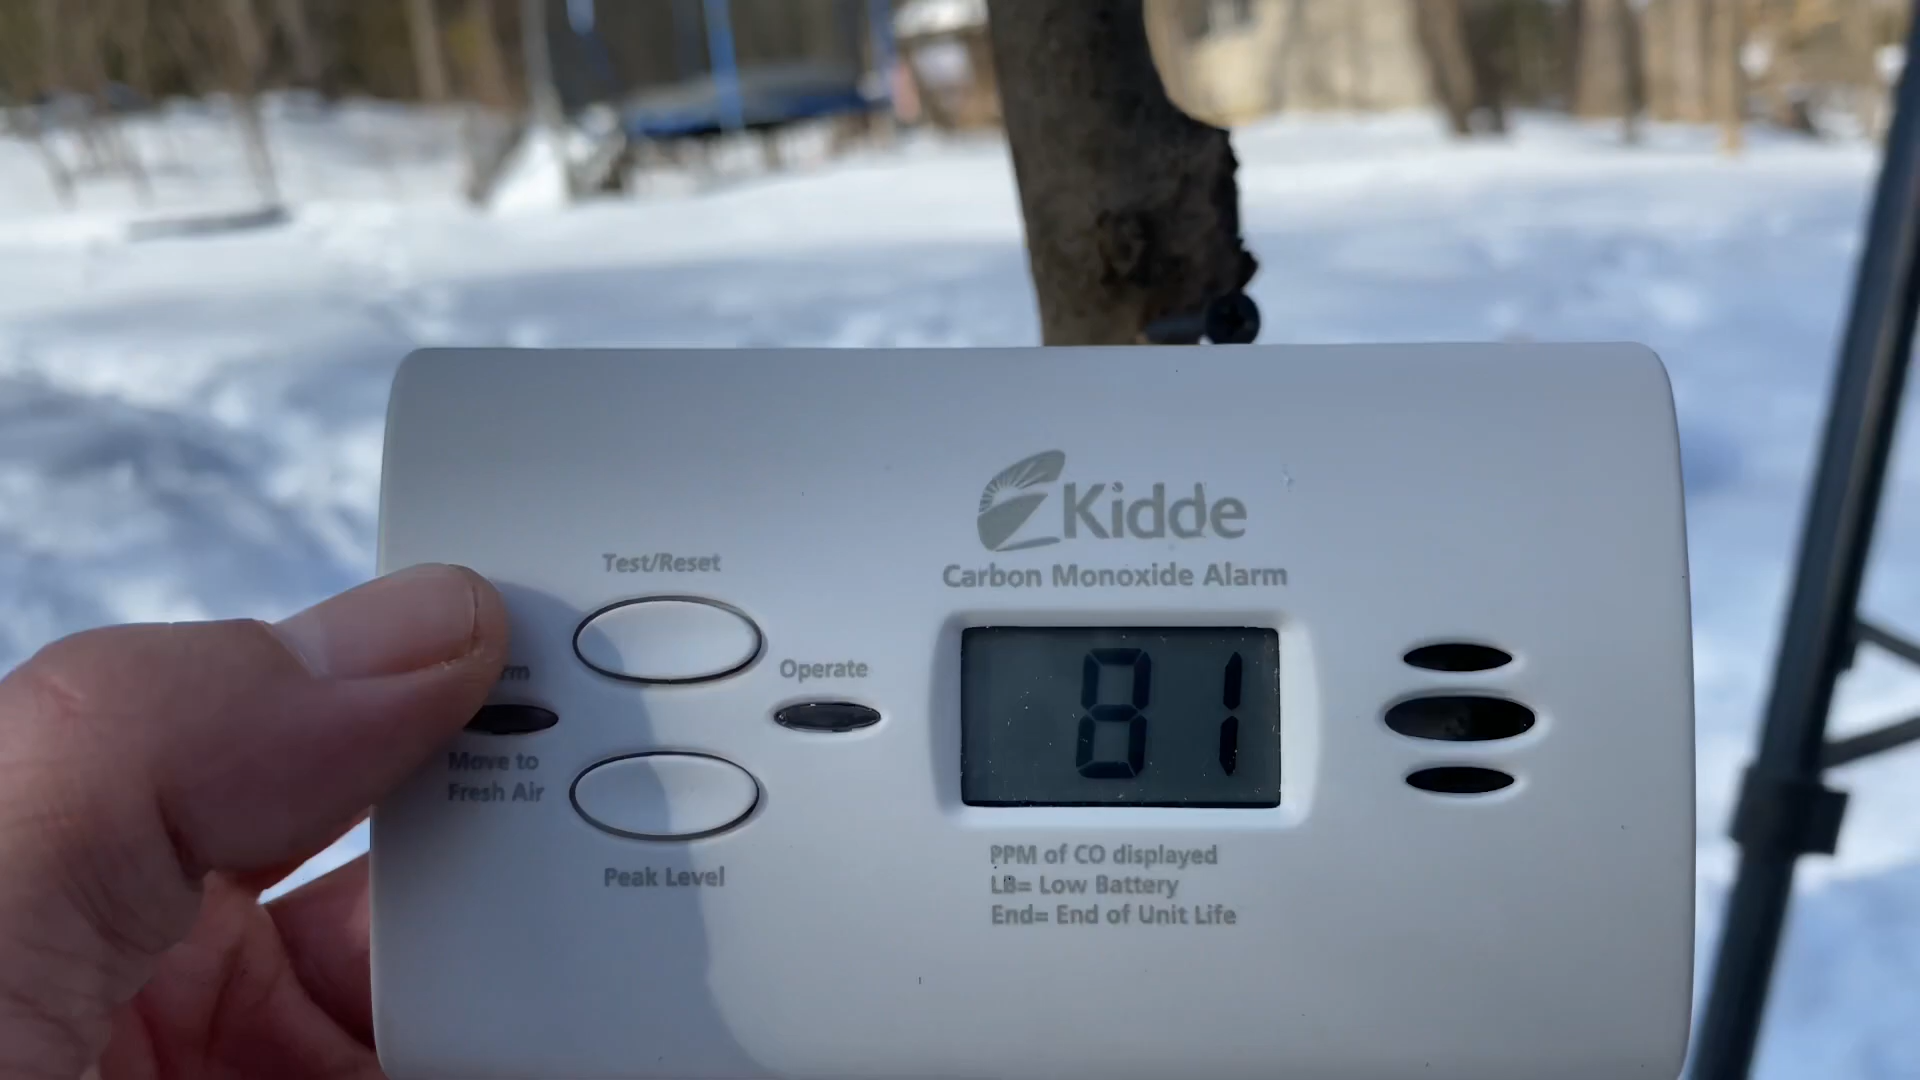 Kidde
Carbon Monoxide Alarm
Test/Reset
Operate
81
Move to
Fresh Air
Peak Level
PPM of CO displayed
LB= Low Battery
End= End of Unit Life